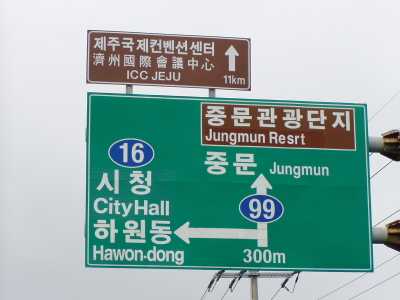 제주국제컨벤션센터
濟州國際會議中心
ICC JEJU
11km
중문관광단지
Jungmun Resrt
중문 Jungmun
16
시청
CityHall
99
하원동
Hawon-dong
300m